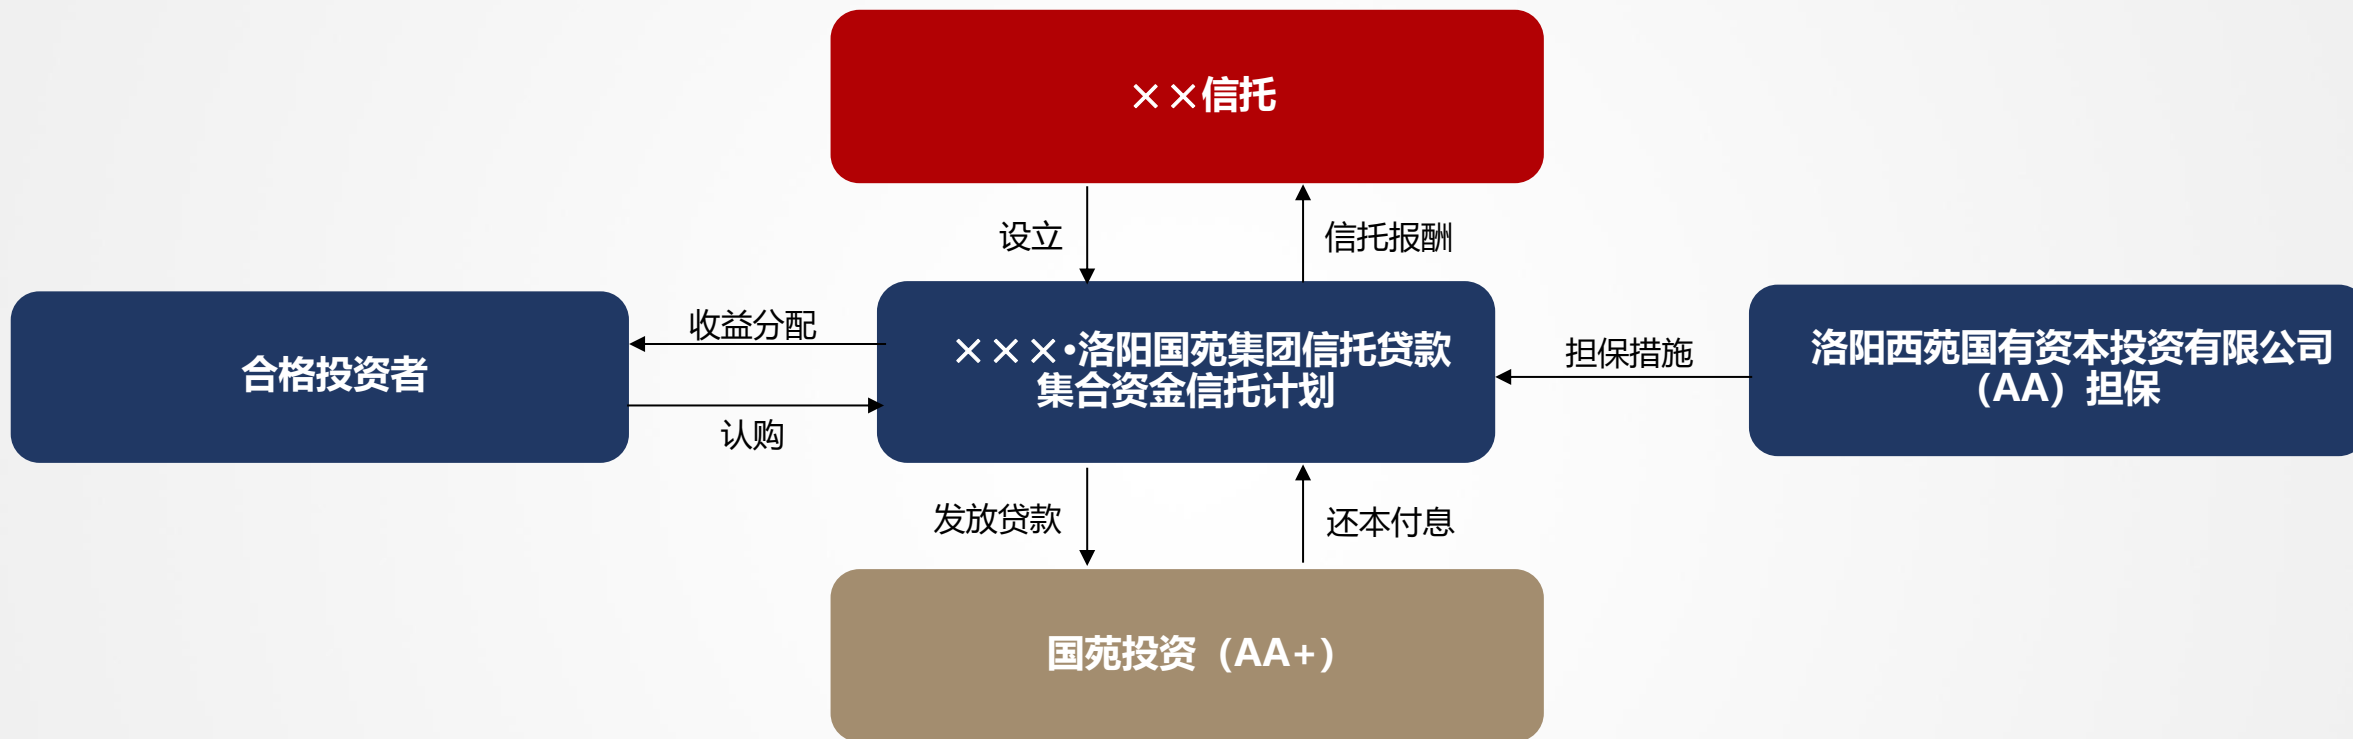 ××信托
设立
信托报酬
收益分配
合格投资者
认购
×××•洛阳国苑集团信托贷款
集合资金信托计划
担保措施
洛阳西苑国有资本投资有限公司
（AA）担保
发放贷款
还本付息
国苑投资（AA+）